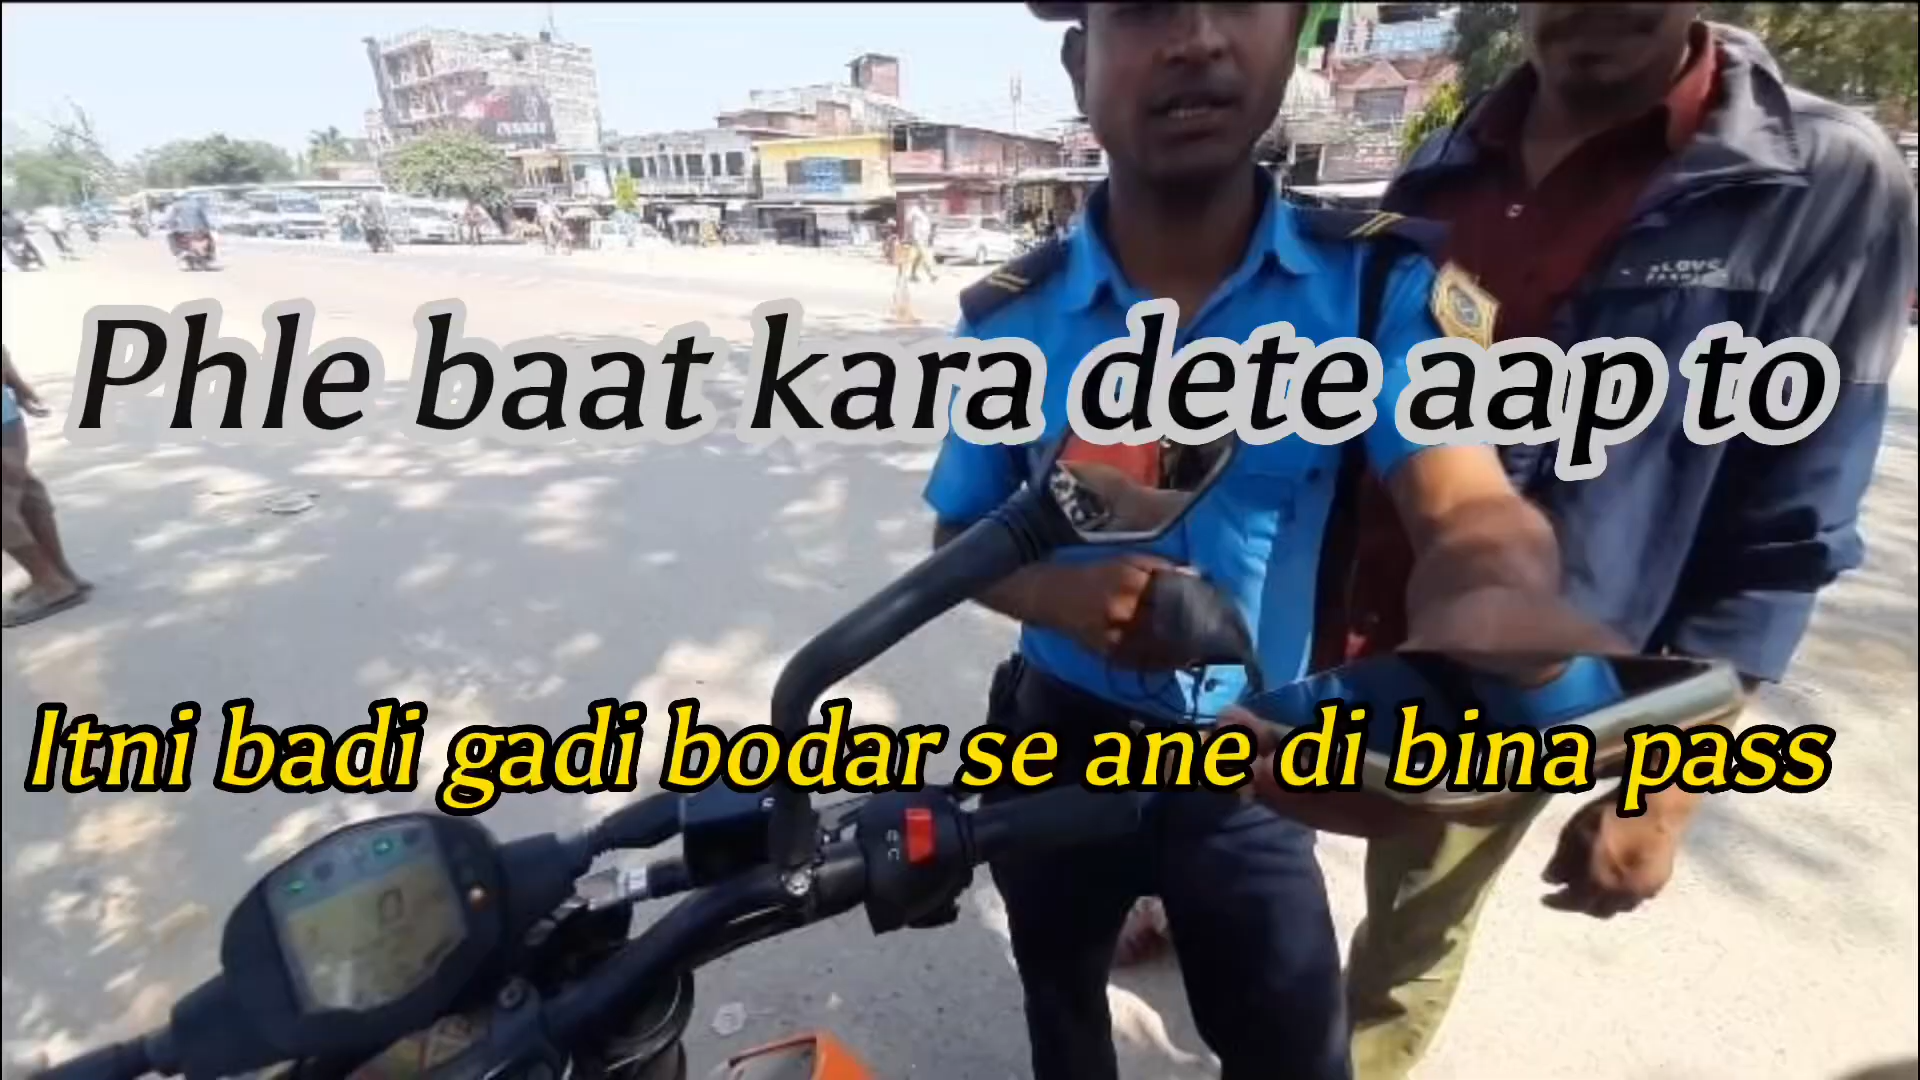 Phle baat kara dete aap to
Itni badi gadi bodar se ane di bina pass